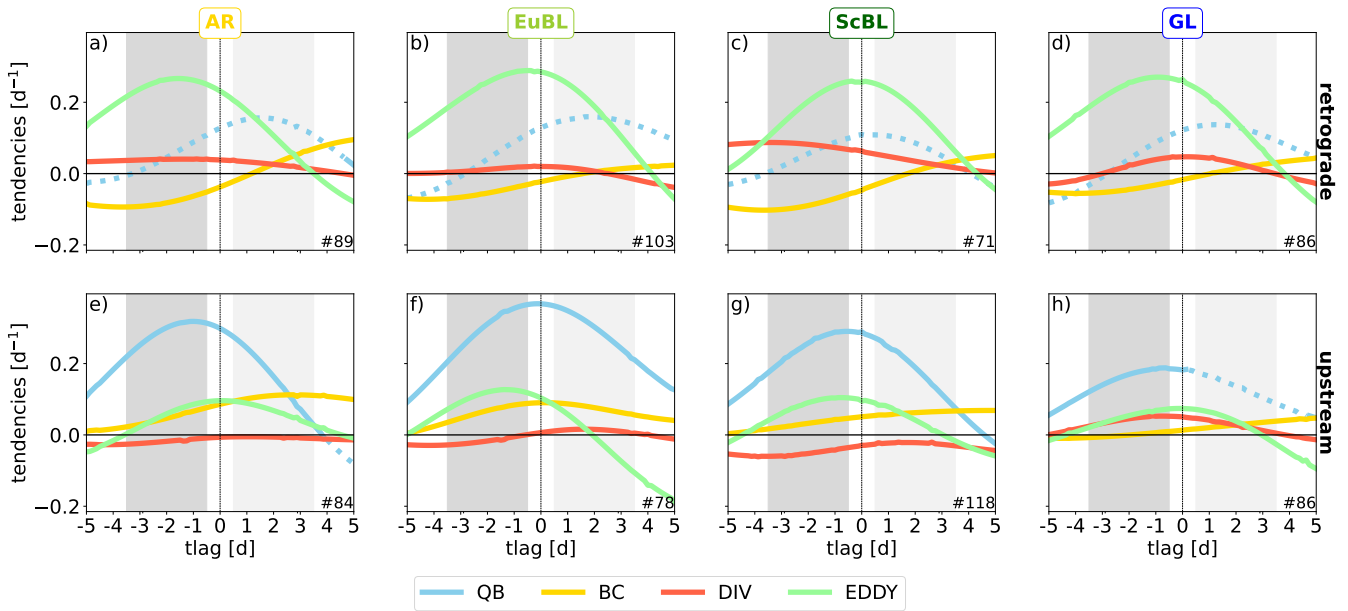 AR EuBL ScBL GL
a) b) c) d)
tendencies [d⁻¹]
0.2
0.0
−0.2
#89 #103 #71 #86
retrograde
e) f) g) h)
tendencies [d⁻¹]
0.2
0.0
−0.2
#84 #78 #118 #86
upstream
-5 -4 -3 -2 -1 0 1 2 3 4 5 -5 -4 -3 -2 -1 0 1 2 3 4 5 -5 -4 -3 -2 -1 0 1 2 3 4 5 -5 -4 -3 -2 -1 0 1 2 3 4 5
tlag [d] tlag [d] tlag [d] tlag [d]
QB BC DIV EDDY